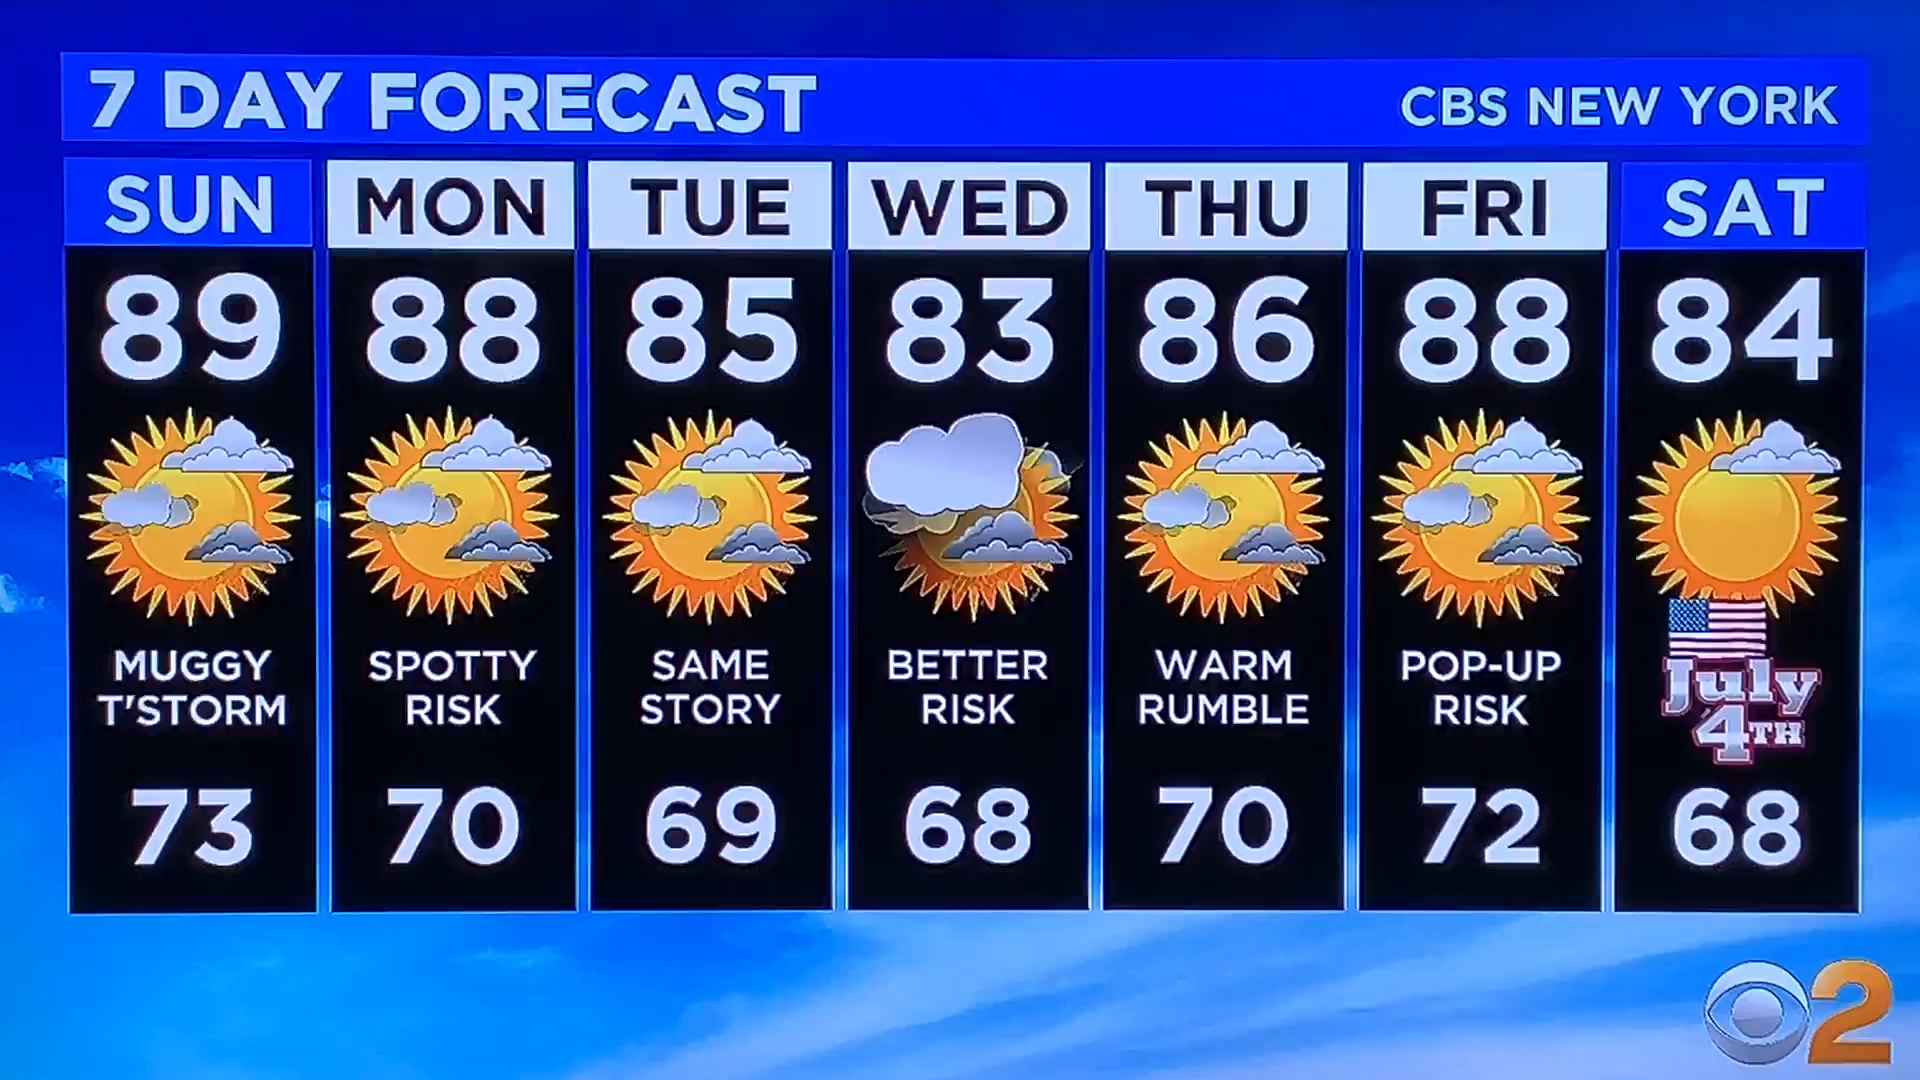 7 DAY FORECAST
CBS NEW YORK
SUN
MON
TUE
WED
THU
FRI
SAT
89
88
85
83
86
88
84
MUGGY
T'STORM
SPOTTY
RISK
SAME
STORY
BETTER
RISK
WARM
RUMBLE
POP-UP
RISK
July
4TH
73
70
69
68
70
72
68
2